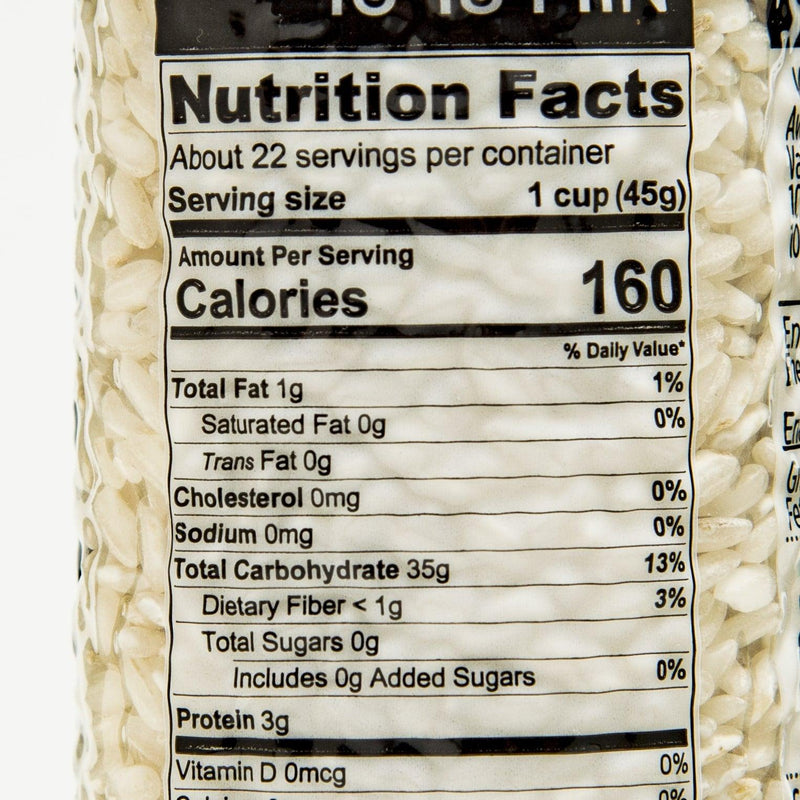 Nutrition Facts
About 22 servings per container
Serving size 1 cup (45g)
Amount Per Serving
Calories 160
% Daily Value*
Total Fat 1g 1%
Saturated Fat 0g 0%
Trans Fat 0g
Cholesterol 0mg 0%
Sodium 0mg 0%
Total Carbohydrate 35g 13%
Dietary Fiber < 1g 3%
Total Sugars 0g
Includes 0g Added Sugars 0%
Protein 3g
Vitamin D 0mcg 0%